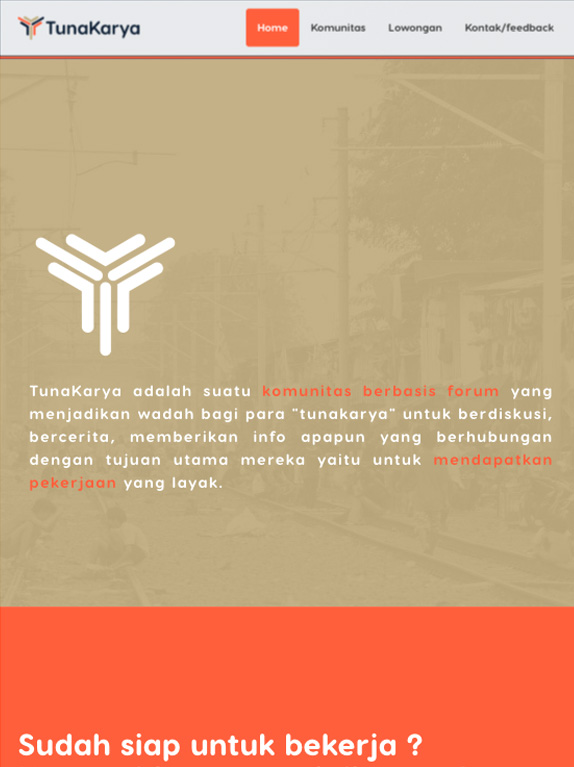 TunaKarya
Home Komunitas Lowongan Kontak/feedback
TunaKarya adalah suatu komunitas berbasis forum yang
menjadikan wadah bagi para "tunakarya" untuk berdiskusi,
bercerita, memberikan info apapun yang berhubungan
dengan tujuan utama mereka yaitu untuk mendapatkan
pekerjaan yang layak.
Sudah siap untuk bekerja ?